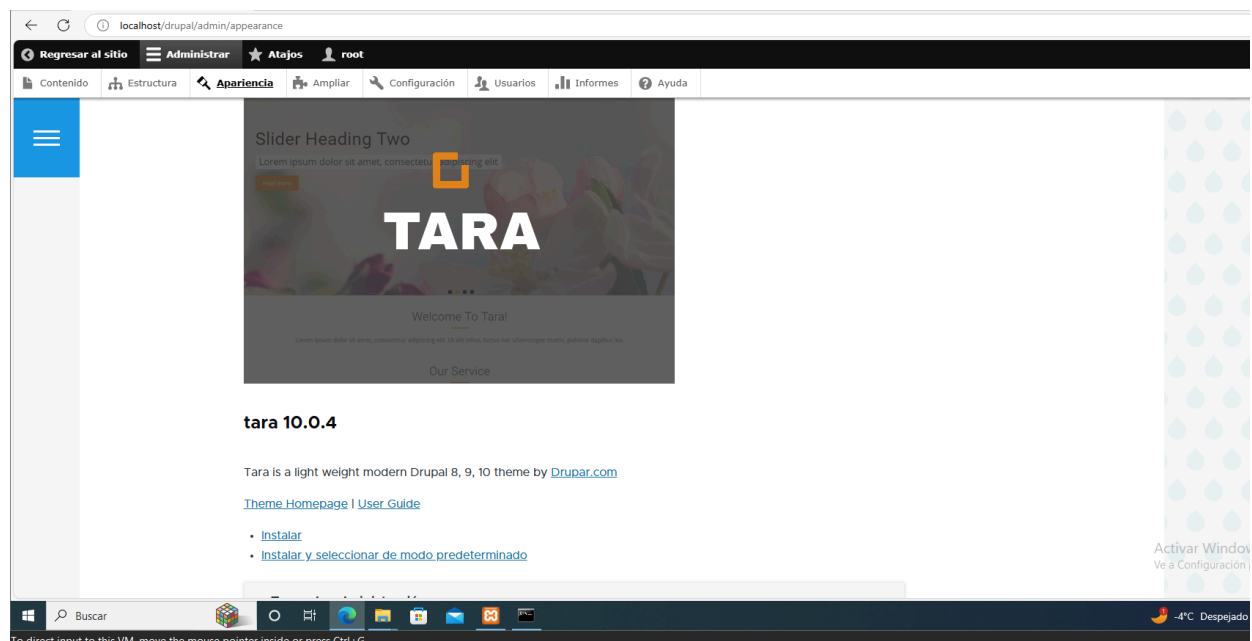 localhost/drupal/admin/appearance
Regresar al sitio Administrar Atajos root
Contenido Estructura Apariencia Ampliar Configuración Usuarios Informes Ayuda
Slider Heading Two
Lorem ipsum dolor sit amet, consectetur adipiscing elit
TARA
Welcome To Tara!
Our Service
tara 10.0.4
Tara is a light weight modern Drupal 8, 9, 10 theme by Drupar.com
Theme Homepage | User Guide
Instalar
Instalar y seleccionar de modo predeterminado
Activar Window
Ve a Configuración
Buscar
-4°C Despejado
To direct input to this VM, move the mouse pointer inside or press Ctrl+G.